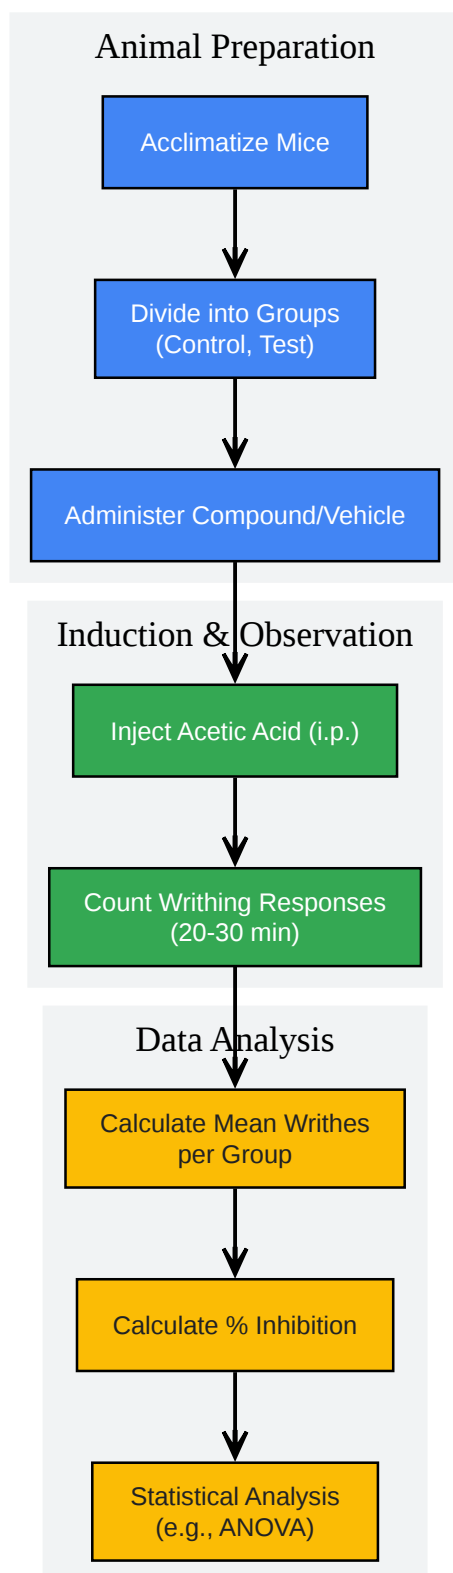 Animal Preparation
Acclimatize Mice
Divide into Groups
(Control, Test)
Administer Compound/Vehicle
Induction & Observation
Inject Acetic Acid (i.p.)
Count Writhing Responses
(20-30 min)
Data Analysis
Calculate Mean Writhes
per Group
Calculate % Inhibition
Statistical Analysis
(e.g., ANOVA)